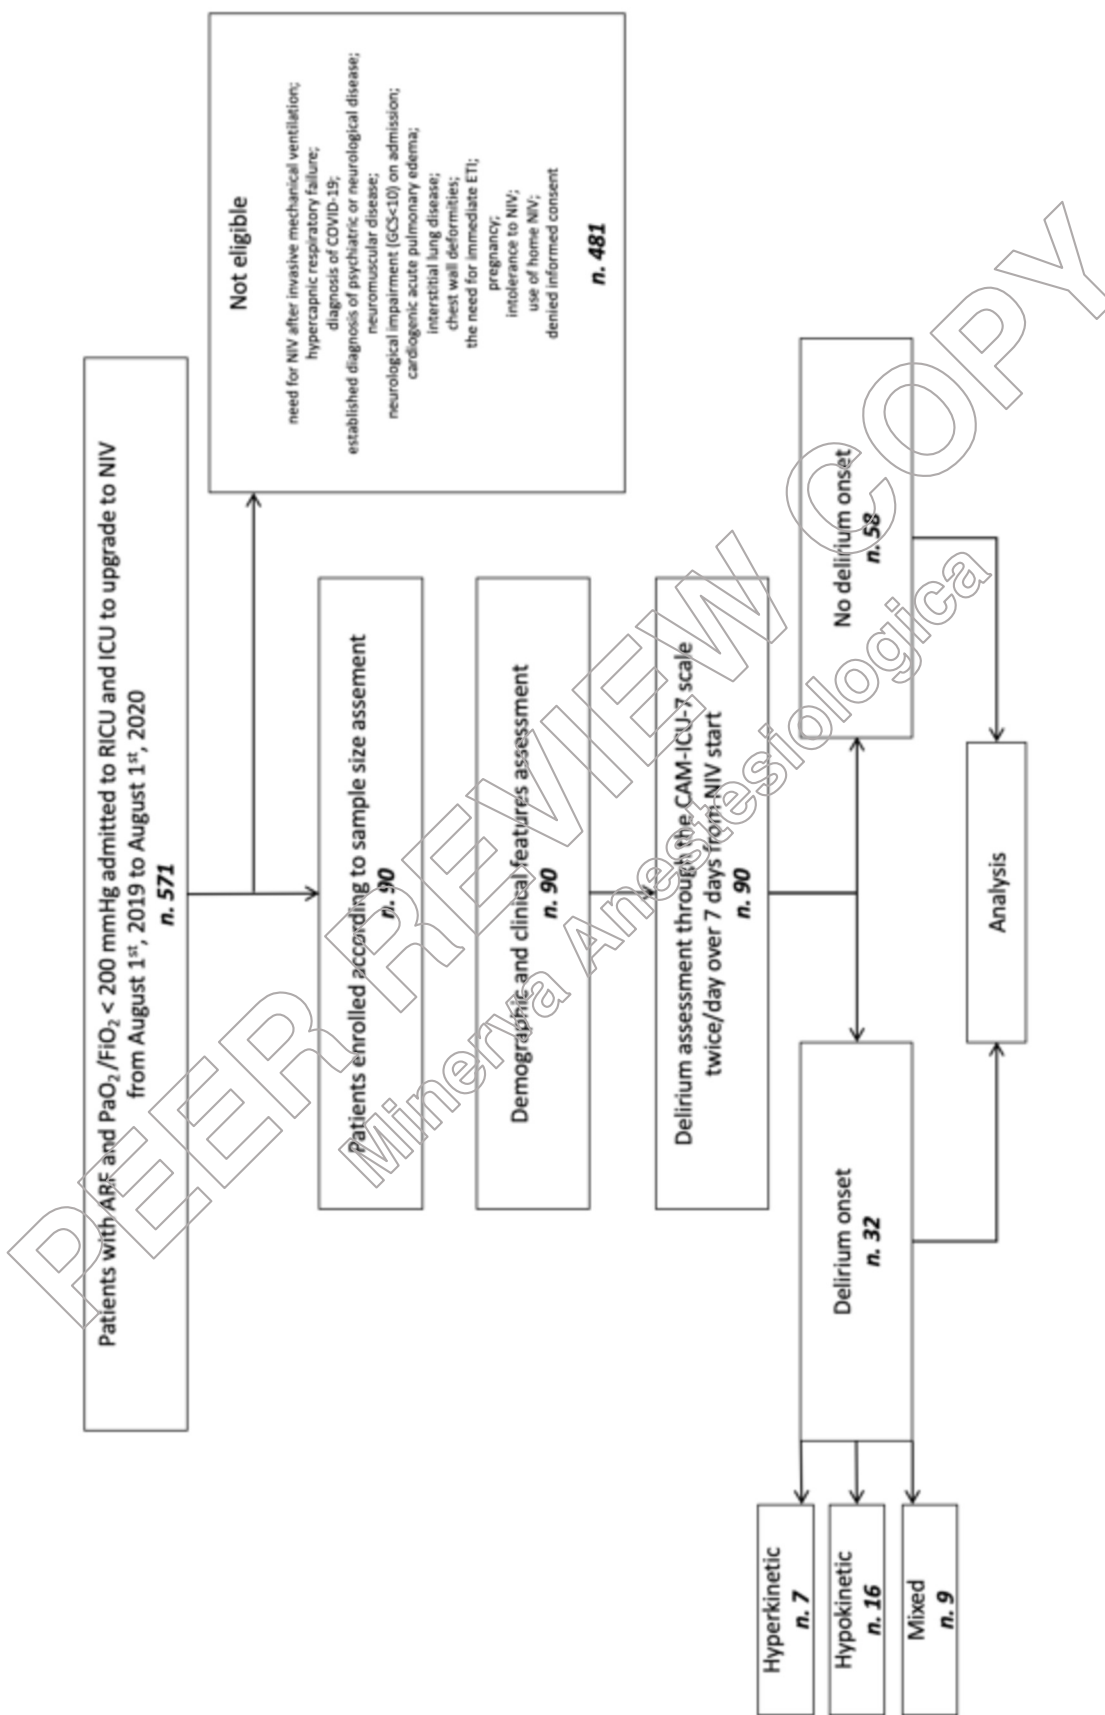 Patients with ARF and PaO₂/FiO₂ < 200 mmHg admitted to RICU and ICU to upgrade to NIV
from August 1st, 2019 to August 1st, 2020
n. 571
Not eligible
need for NIV after invasive mechanical ventilation;
hypercapnic respiratory failure;
diagnosis of COVID-19;
established diagnosis of psychiatric or neurological disease;
neuromuscular disease;
neurological impairment (GCS<10) on admission;
cardiogenic acute pulmonary edema;
interstitial lung disease;
chest wall deformities;
the need for immediate ETI;
pregnancy;
intolerance to NIV;
use of home NIV;
denied informed consent
n. 481
Patients enrolled according to sample size assement
n. 90
Demographic and clinical features assessment
n. 90
Delirium assessment through the CAM-ICU-7 scale
twice/day over 7 days from NIV start
n. 90
Delirium onset
n. 32
No delirium onset
n. 58
Hyperkinetic
n. 7
Hypokinetic
n. 16
Mixed
n. 9
Analysis
PEER REVIEW COPY
Minerva Anestesiologica